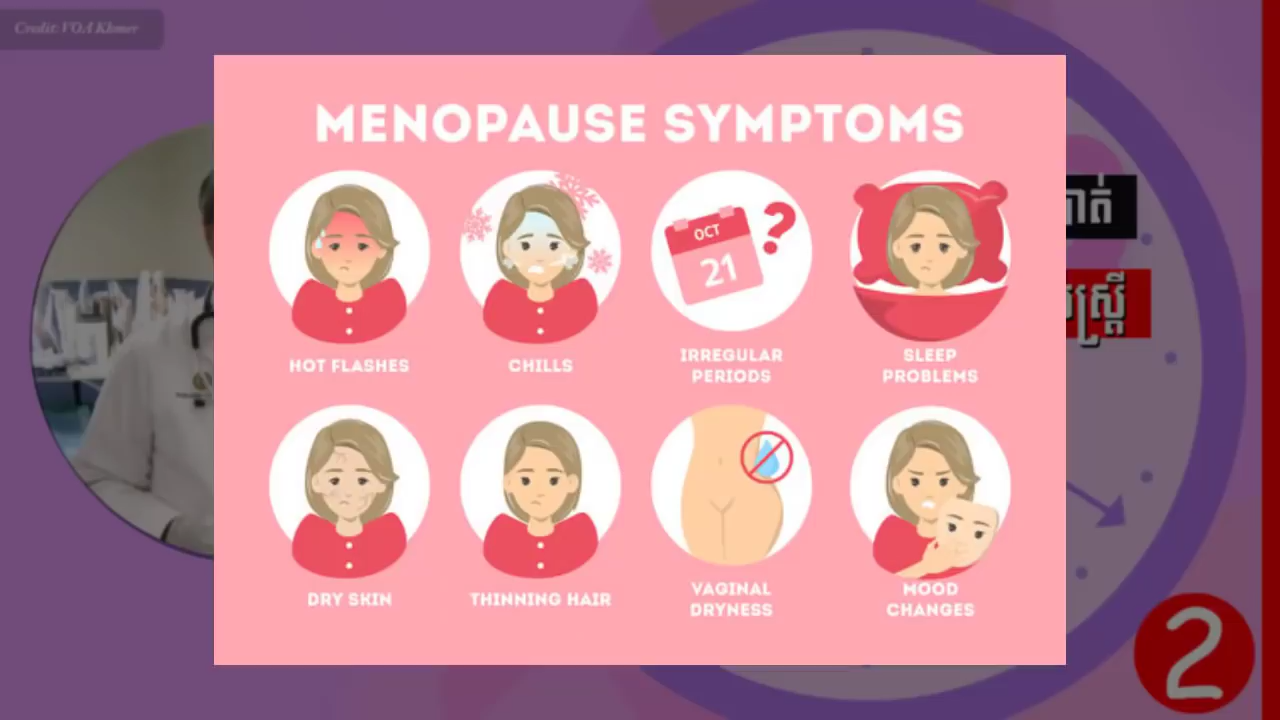 Credit: VOA Khmer
MENOPAUSE SYMPTOMS
OCT
21
?
HOT FLASHES
CHILLS
IRREGULAR
PERIODS
SLEEP
PROBLEMS
DRY SKIN
THINNING HAIR
VAGINAL
DRYNESS
MOOD
CHANGES
2